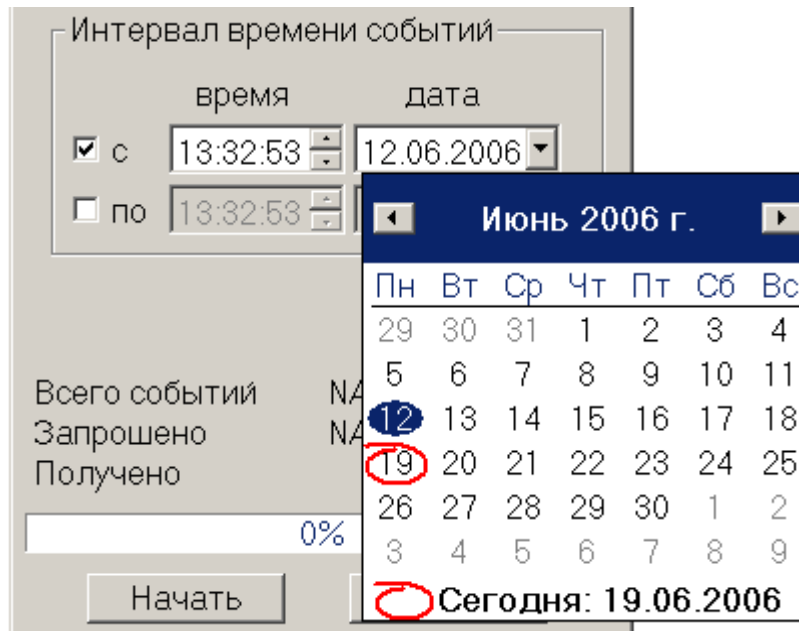 Интервал времени событий
время дата
с 13:32:53 12.06.2006
по 13:32:53
Июнь 2006 г.
Пн Вт Ср Чт Пт Сб Вс
29 30 31 1 2 3 4
5 6 7 8 9 10 11
12 13 14 15 16 17 18
19 20 21 22 23 24 25
26 27 28 29 30 1 2
3 4 5 6 7 8 9
Сегодня: 19.06.2006
Всего событий
Запрошено
Получено
0%
Начать